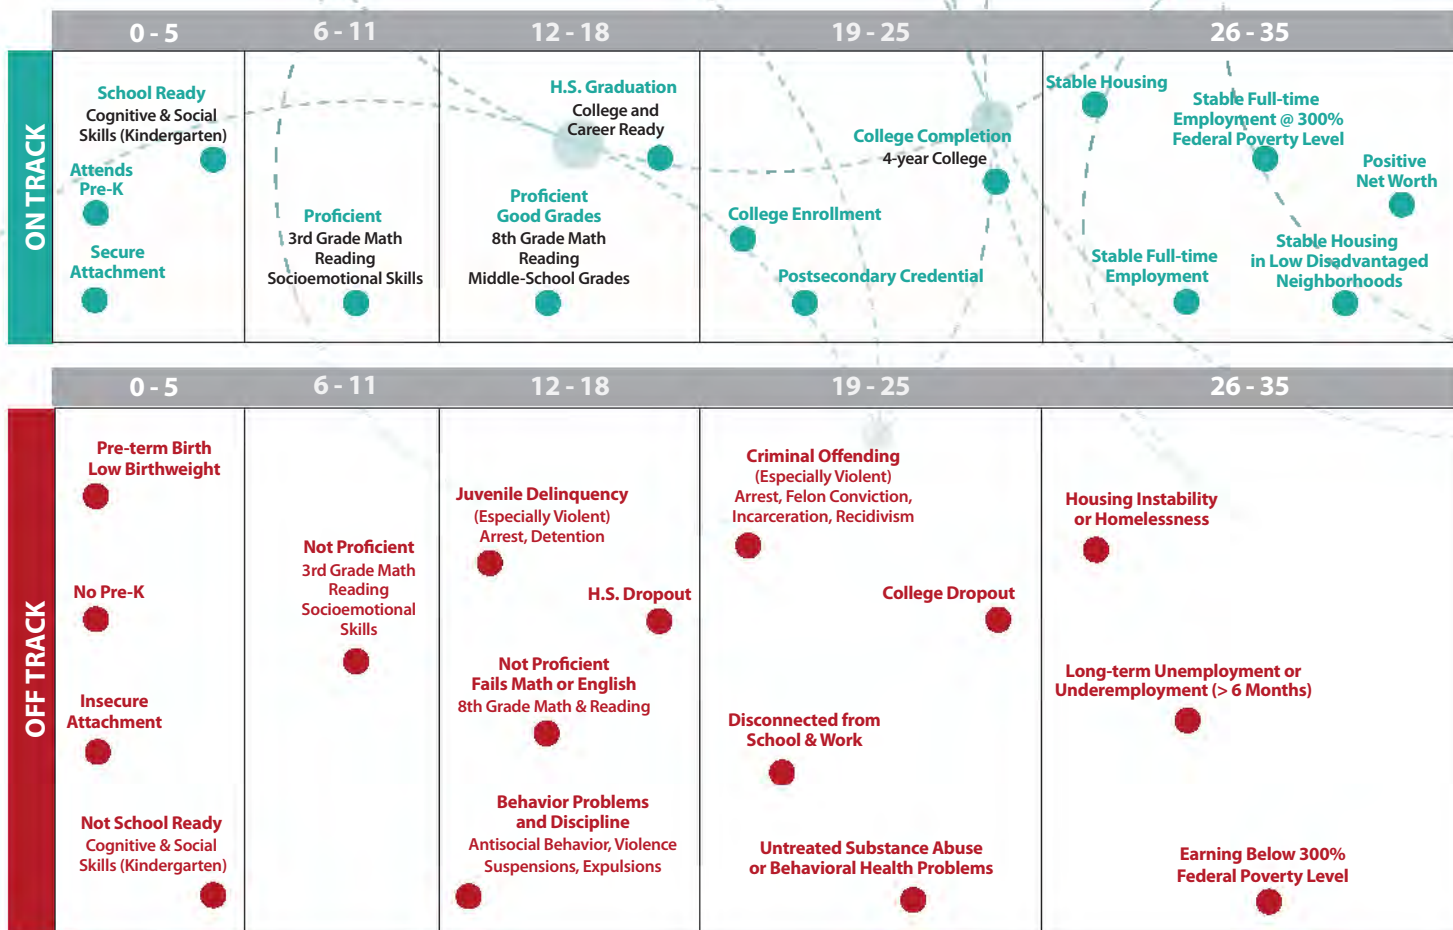 0 - 5
6 - 11
12 - 18
19 - 25
26 - 35
ON TRACK
School Ready
Cognitive & Social
Skills (Kindergarten)
Attends
Pre-K
Secure
Attachment
Proficient
3rd Grade Math
Reading
Socioemotional Skills
H.S. Graduation
College and
Career Ready
Proficient
Good Grades
8th Grade Math
Reading
Middle-School Grades
College Completion
4-year College
College Enrollment
Postsecondary Credential
Stable Housing
Stable Full-time
Employment @ 300%
Federal Poverty Level
Positive
Net Worth
Stable Full-time
Employment
Stable Housing
in Low Disadvantaged
Neighborhoods
0 - 5
6 - 11
12 - 18
19 - 25
26 - 35
OFF TRACK
Pre-term Birth
Low Birthweight
No Pre-K
Insecure
Attachment
Not School Ready
Cognitive & Social
Skills (Kindergarten)
Not Proficient
3rd Grade Math
Reading
Socioemotional
Skills
Juvenile Delinquency
(Especially Violent)
Arrest, Detention
H.S. Dropout
Not Proficient
Fails Math or English
8th Grade Math & Reading
Behavior Problems
and Discipline
Antisocial Behavior, Violence
Suspensions, Expulsions
Criminal Offending
(Especially Violent)
Arrest, Felon Conviction,
Incarceration, Recidivism
College Dropout
Disconnected from
School & Work
Untreated Substance Abuse
or Behavioral Health Problems
Housing Instability
or Homelessness
Long-term Unemployment or
Underemployment (> 6 Months)
Earning Below 300%
Federal Poverty Level